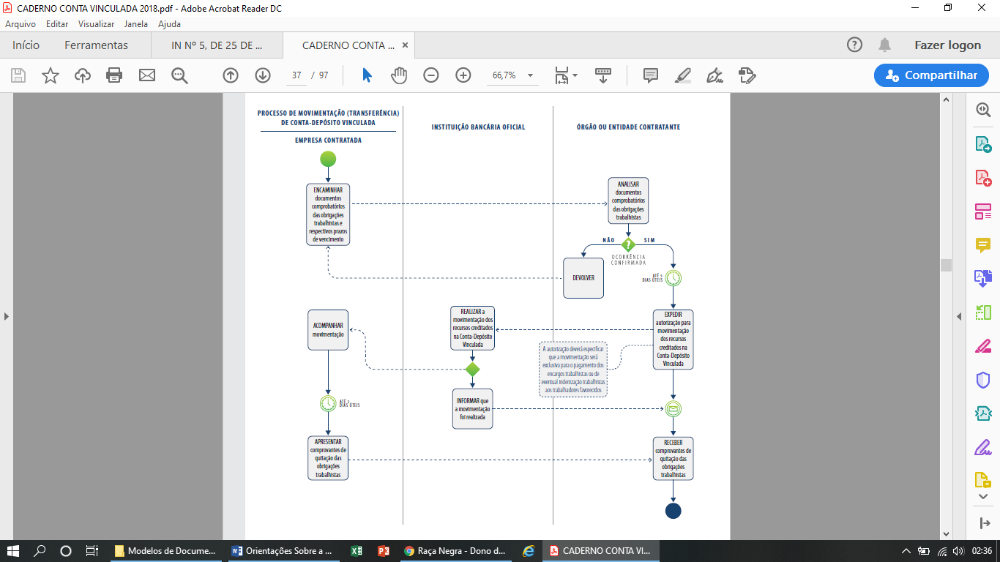 CADERNO CONTA VINCULADA 2018.pdf - Adobe Acrobat Reader DC
Arquivo Editar Visualizar Janela Ajuda
Início Ferramentas IN Nº 5, DE 25 DE ... CADERNO CONTA ... Fazer logon
37 / 97 66,7% Compartilhar
PROCESSO DE MOVIMENTAÇÃO (TRANSFERÊNCIA)
DE CONTA-DEPÓSITO VINCULADA
EMPRESA CONTRATADA
INSTITUIÇÃO BANCÁRIA OFICIAL
ÓRGÃO OU ENTIDADE CONTRATANTE
ENCAMINHAR
documentos
comprobatórios
das obrigações
trabalhistas e
respectivos prazos
de vencimento
ANALISAR
documentos
comprobatórios
das obrigações
trabalhistas
NÃO ? SIM
OCORRÊNCIA
CONFIRMADA
DEVOLVER
ATÉ 5
DIAS ÚTEIS
ACOMPANHAR
movimentação
REALIZAR a
movimentação dos
recursos creditados
na Conta-Depósito
Vinculada
EXPEDIR
autorização para
movimentação
dos recursos
creditados na
Conta-Depósito
Vinculada
A autorização deverá especificar
que a movimentação será
exclusiva para o pagamento dos
encargos trabalhistas ou de
eventual indenização trabalhistas
aos trabalhadores favorecidos
INFORMAR que
a movimentação
foi realizada
ATÉ 3
DIAS ÚTEIS
APRESENTAR
comprovantes de
quitação das
obrigações
trabalhistas
RECEBER
comprovantes de
quitação das
obrigações
trabalhistas
Modelos de Docume... Orientações Sobre a ... Raça Negra - Dono d... CADERNO CONTA VI... 02:36